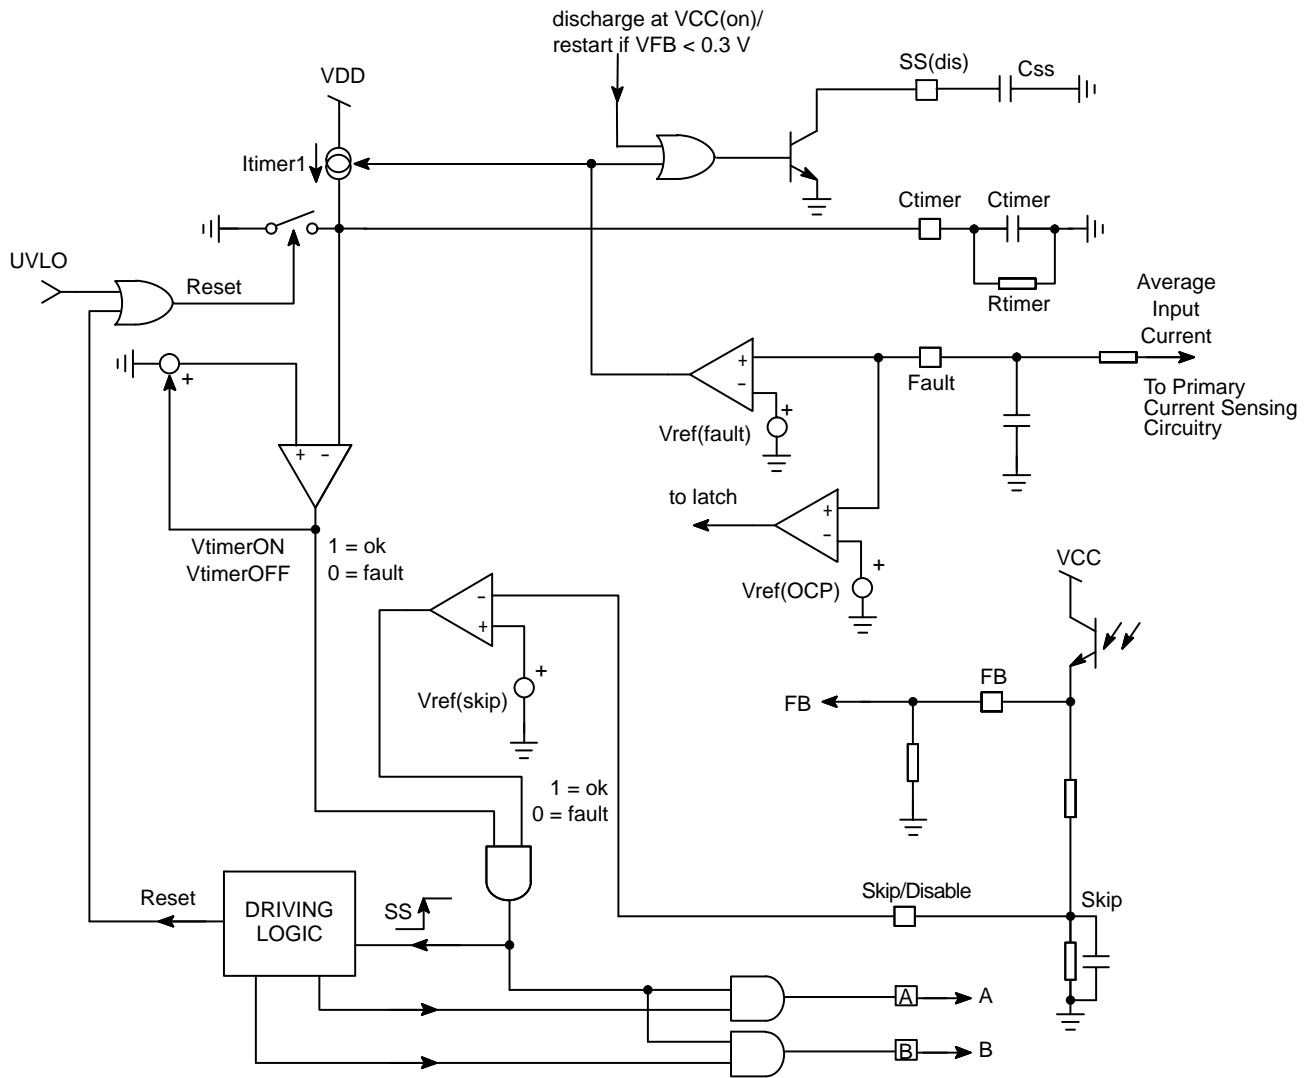 discharge at VCC(on)/
restart if VFB < 0.3 V
SS(dis)
Css
VDD
Itimer1
Ctimer
Ctimer
UVLO
Reset
Rtimer
Average
Input
Current
+
+
-
Fault
+
To Primary
Current Sensing
Circuitry
Vref(fault)
+ -
to latch
+
-
VtimerON
VtimerOFF
1 = ok
0 = fault
+
VCC
Vref(OCP)
-
+
+
Vref(skip)
FB
FB
1 = ok
0 = fault
Reset
DRIVING
LOGIC
SS
Skip/Disable
Skip
A
A
B
B